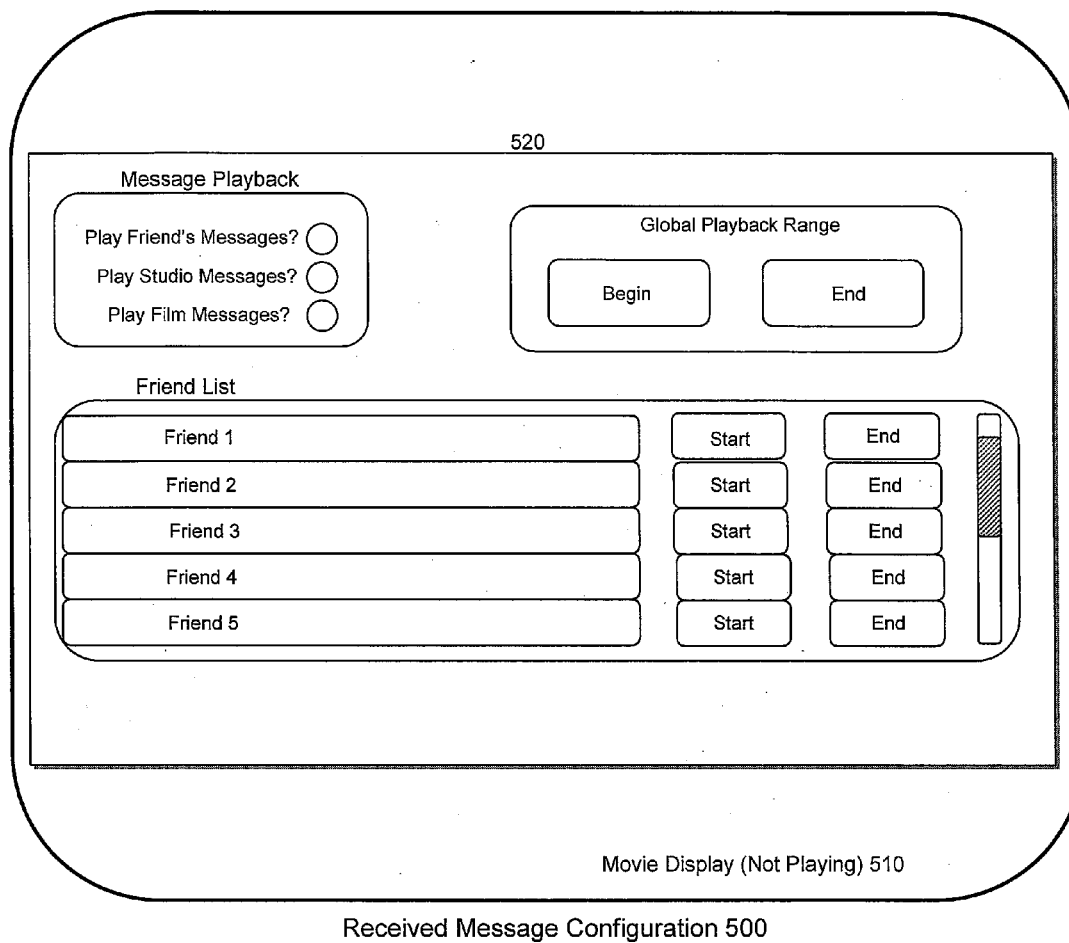 520
Message Playback
Play Friend's Messages?
Play Studio Messages?
Play Film Messages?
Global Playback Range
Begin
End
Friend List
Friend 1
Start
End
Friend 2
Start
End
Friend 3
Start
End
Friend 4
Start
End
Friend 5
Start
End
Movie Display (Not Playing) 510
Received Message Configuration 500